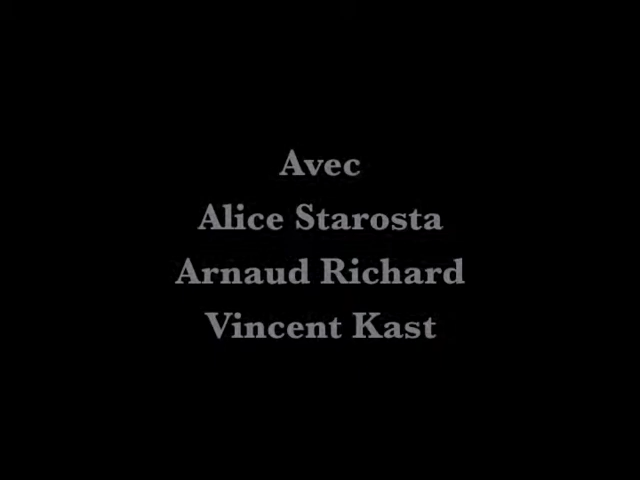 Avec
Alice Starosta
Arnaud Richard
Vincent Kast